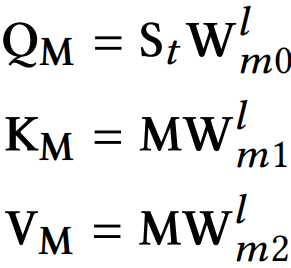 Q_M = S_t W^l_{m0}
K_M = M W^l_{m1}
V_M = M W^l_{m2}